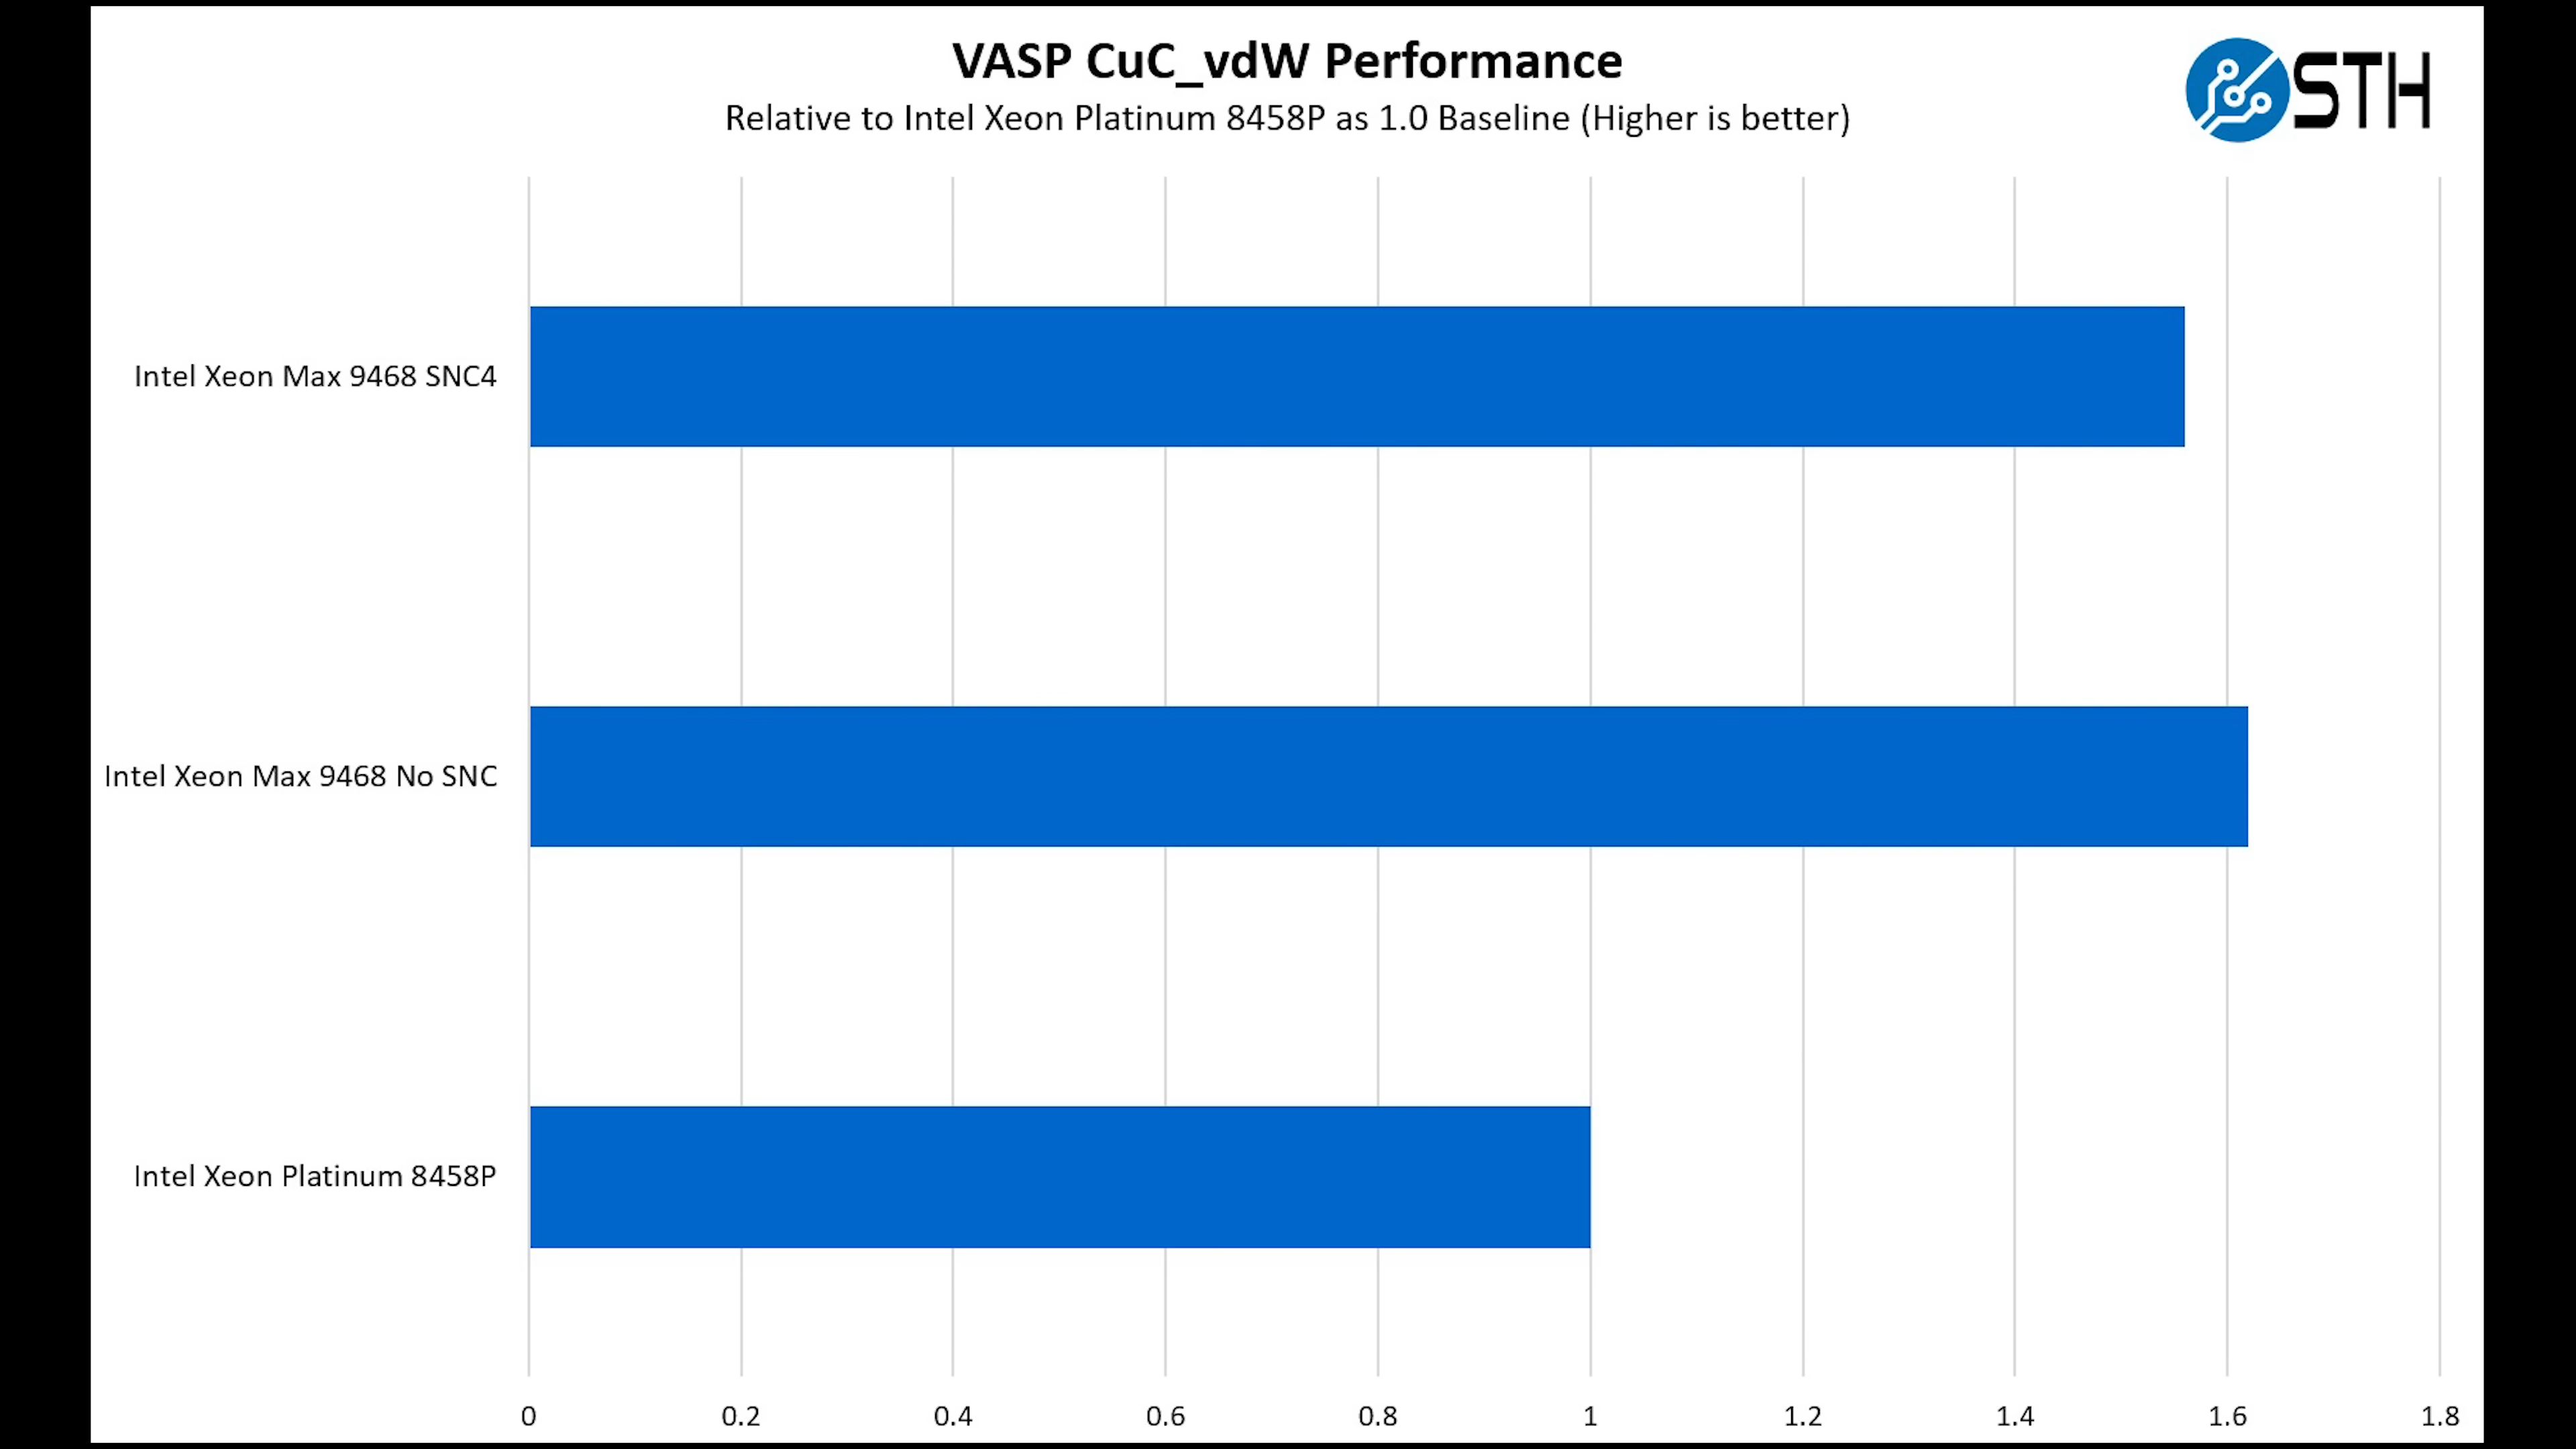 VASP CuC_vdW Performance
Relative to Intel Xeon Platinum 8458P as 1.0 Baseline (Higher is better)
STH
Intel Xeon Max 9468 SNC4
Intel Xeon Max 9468 No SNC
Intel Xeon Platinum 8458P
0 0.2 0.4 0.6 0.8 1 1.2 1.4 1.6 1.8